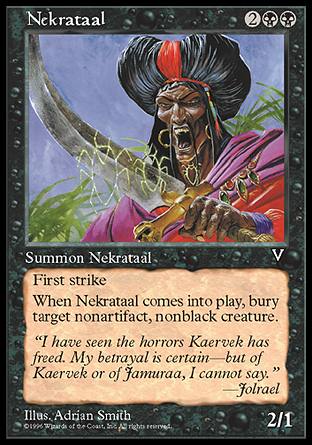 Nekrataal 2
Summon Nekrataal V
First strike
When Nekrataal comes into play, bury
target nonartifact, nonblack creature.
"I have seen the horrors Kaervek has
freed. My betrayal is certain—but of
Kaervek or of Jamuraa, I cannot say."
—Jolrael
Illus. Adrian Smith
©1996 Wizards of the Coast, Inc. All rights reserved.
2/1